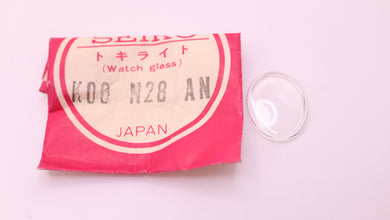 SEIKO
トキライト
(Watch glass)
K00 N28 AN
JAPAN